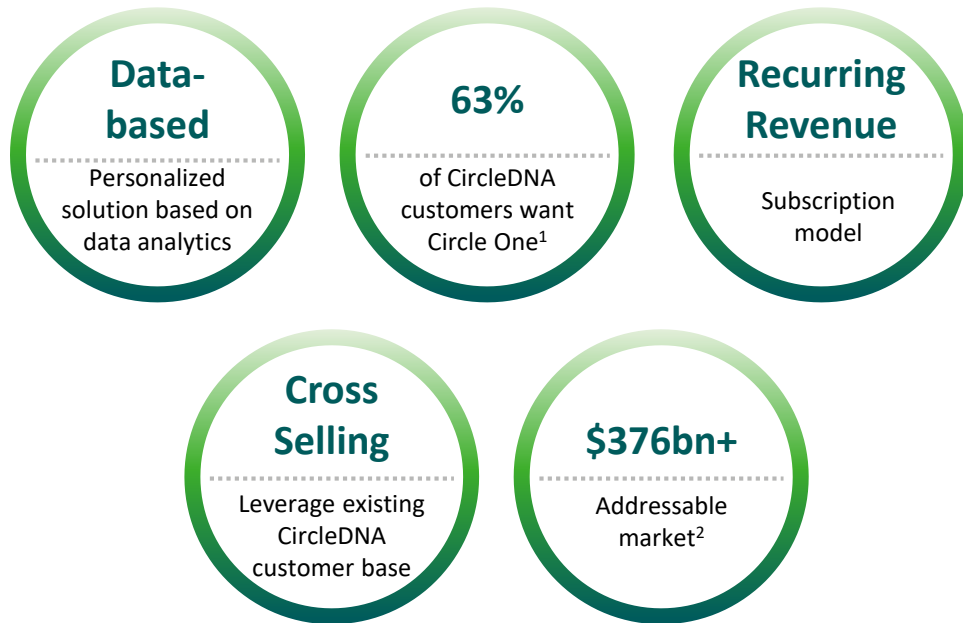 Data-
based
Personalized
solution based on
data analytics
63%
of CircleDNA
customers want
Circle One¹
Recurring
Revenue
Subscription
model
Cross
Selling
Leverage existing
CircleDNA
customer base
$376bn+
Addressable
market²